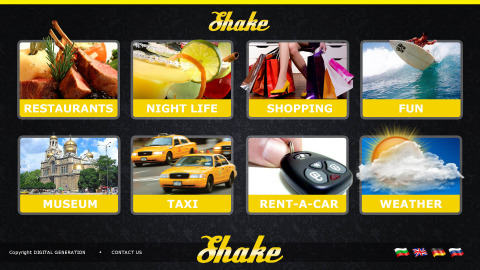 Shake
RESTAURANTS
NIGHT LIFE
SHOPPING
FUN
MUSEUM
TAXI
RENT-A-CAR
WEATHER
Shake
Copyright DIGITAL GENERATION • CONTACT US